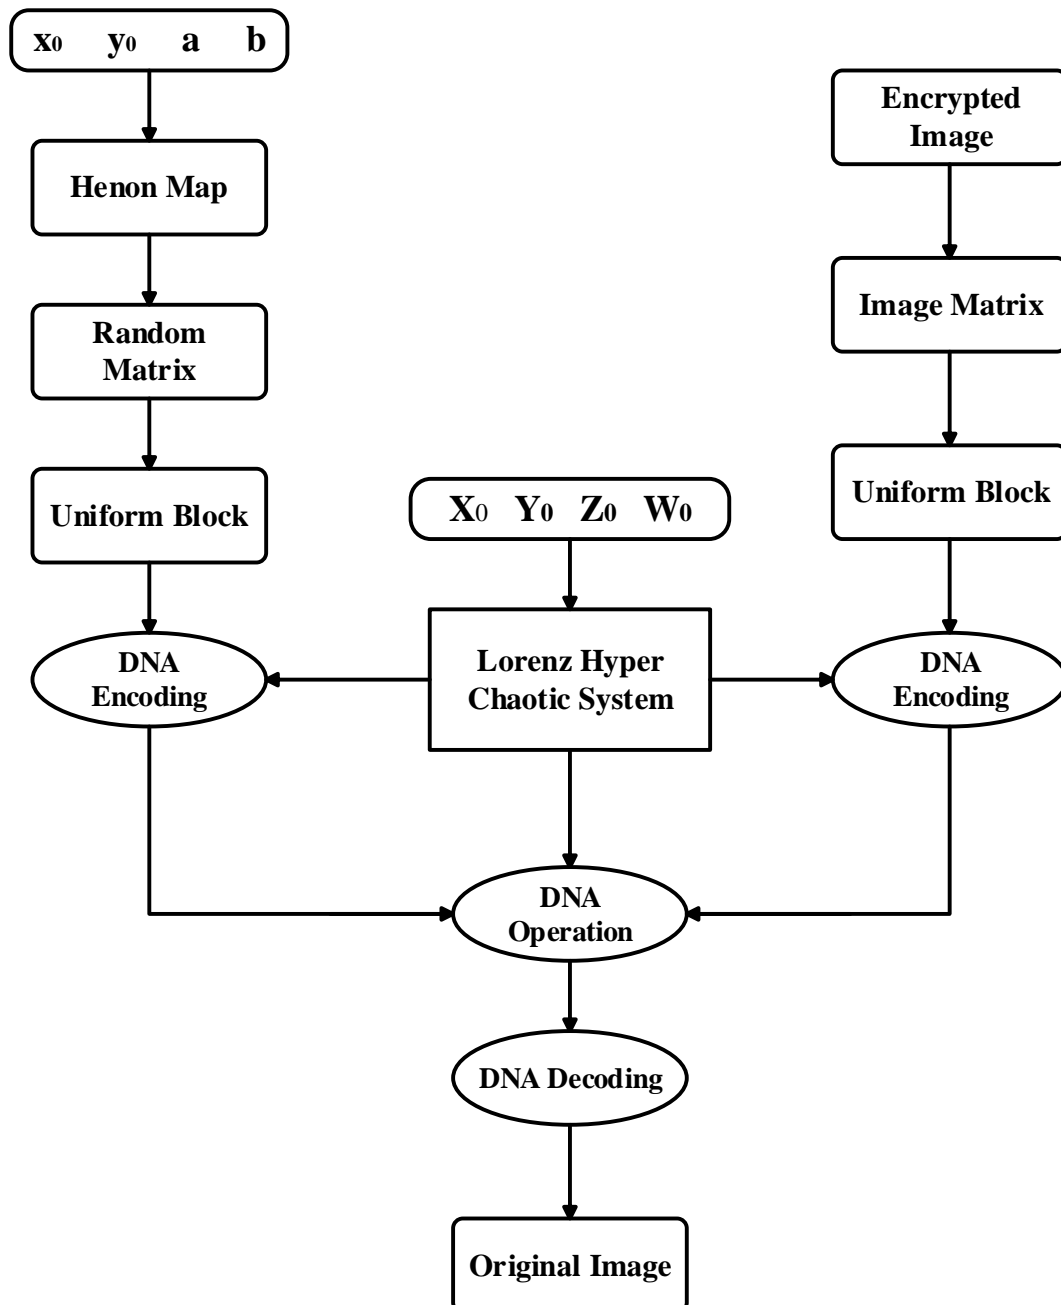 x0 y0 a b
Henon Map
Random
Matrix
Uniform Block
DNA
Encoding
X0 Y0 Z0 W0
Lorenz Hyper
Chaotic System
Encrypted
Image
Image Matrix
Uniform Block
DNA
Encoding
DNA
Operation
DNA Decoding
Original Image